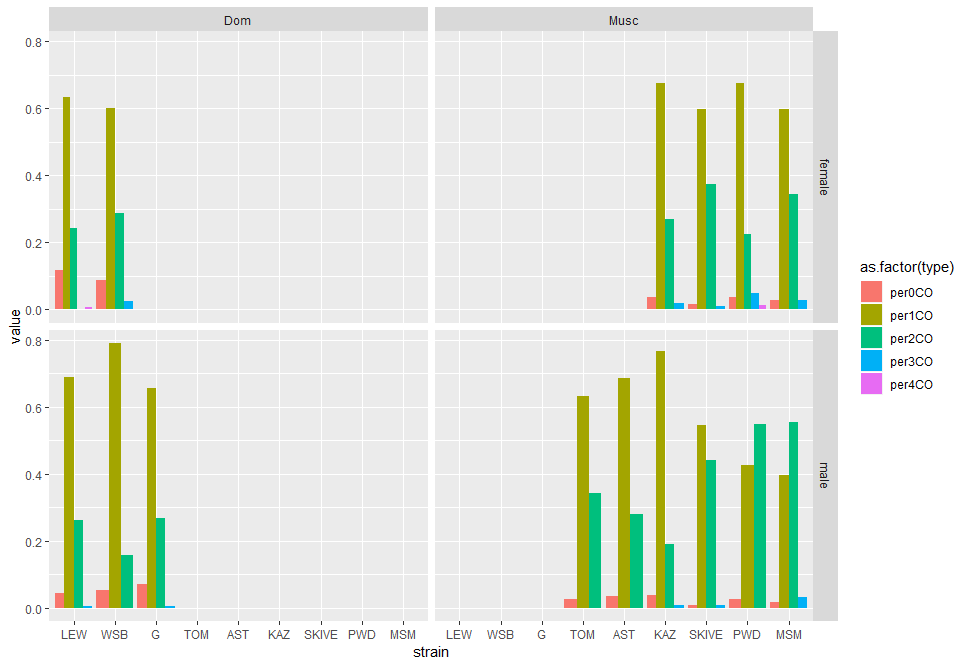 Dom Musc
0.8
0.6
0.4
0.2
0.0
female
value
0.8
0.6
0.4
0.2
0.0
male
LEW WSB G TOM AST KAZ SKIVE PWD MSM LEW WSB G TOM AST KAZ SKIVE PWD MSM
strain
as.factor(type)
per0CO
per1CO
per2CO
per3CO
per4CO